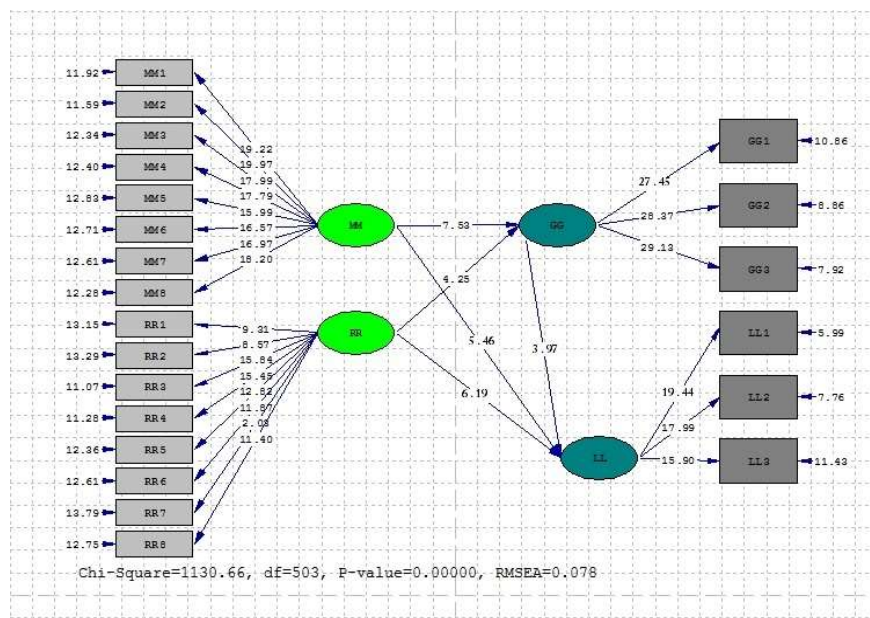 11.92 MM1
11.59 MM2
12.34 MM3
12.40 MM4
12.83 MM5
12.71 MM6
12.61 MM7
12.28 MM8
13.15 RR1
13.29 RR2
11.07 RR3
11.28 RR4
12.36 RR5
12.61 RR6
13.79 RR7
12.75 RR8
19.22
19.97
17.99
17.79
15.99
16.57
16.97
18.20
9.31
8.57
15.84
15.45
12.82
11.87
2.03
11.40
MM
RR
7.53
4.25
5.46
6.19
3.97
GG
LL
27.45
28.37
29.13
19.44
17.99
15.90
GG1 10.86
GG2 8.86
GG3 7.92
LL1 5.99
LL2 7.76
LL3 11.43
Chi-Square=1130.66, df=503, P-value=0.00000, RMSEA=0.078